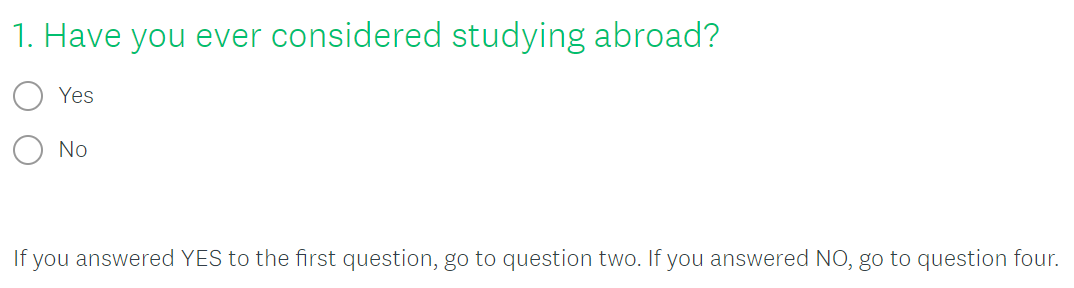 1. Have you ever considered studying abroad?
Yes
No
If you answered YES to the first question, go to question two. If you answered NO, go to question four.